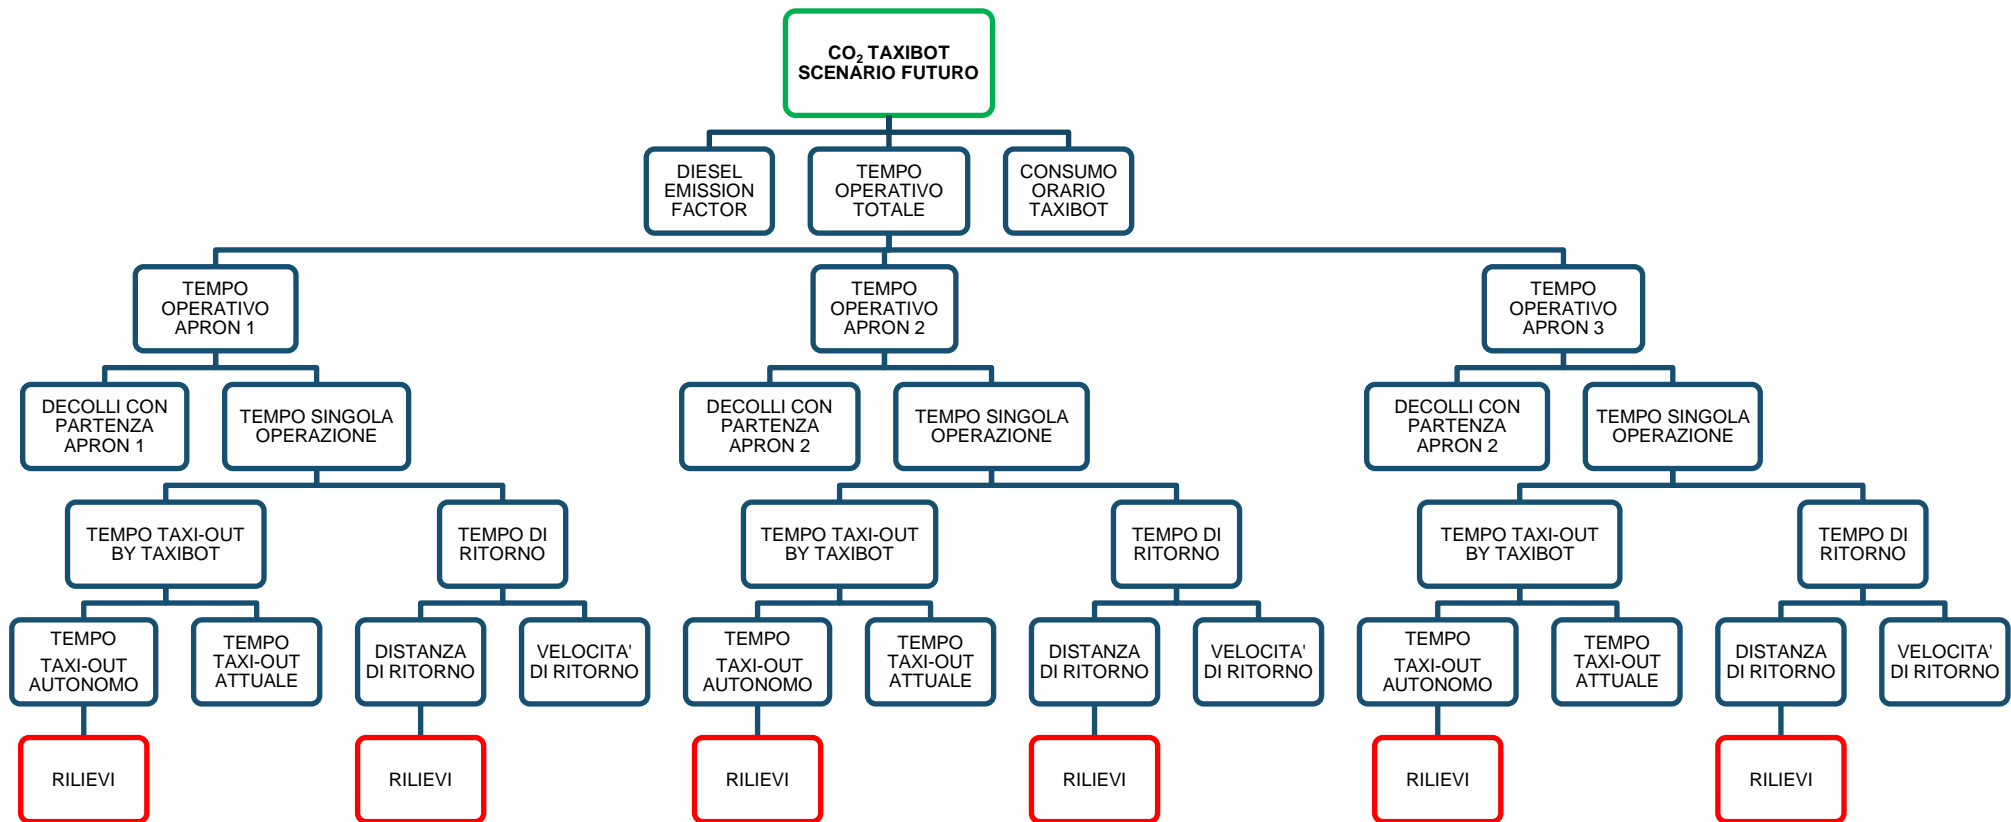 CO₂ TAXIBOT
SCENARIO FUTURO
DIESEL
EMISSION
FACTOR
TEMPO
OPERATIVO
TOTALE
CONSUMO
ORARIO
TAXIBOT
TEMPO
OPERATIVO
APRON 1
TEMPO
OPERATIVO
APRON 2
TEMPO
OPERATIVO
APRON 3
DECOLLI CON
PARTENZA
APRON 1
TEMPO SINGOLA
OPERAZIONE
DECOLLI CON
PARTENZA
APRON 2
TEMPO SINGOLA
OPERAZIONE
DECOLLI CON
PARTENZA
APRON 2
TEMPO SINGOLA
OPERAZIONE
TEMPO TAXI-OUT
BY TAXIBOT
TEMPO DI
RITORNO
TEMPO TAXI-OUT
BY TAXIBOT
TEMPO DI
RITORNO
TEMPO TAXI-OUT
BY TAXIBOT
TEMPO DI
RITORNO
TEMPO
TAXI-OUT
AUTONOMO
TEMPO
TAXI-OUT
ATTUALE
DISTANZA
DI RITORNO
VELOCITA'
DI RITORNO
TEMPO
TAXI-OUT
AUTONOMO
TEMPO
TAXI-OUT
ATTUALE
DISTANZA
DI RITORNO
VELOCITA'
DI RITORNO
TEMPO
TAXI-OUT
AUTONOMO
TEMPO
TAXI-OUT
ATTUALE
DISTANZA
DI RITORNO
VELOCITA'
DI RITORNO
RILIEVI
RILIEVI
RILIEVI
RILIEVI
RILIEVI
RILIEVI